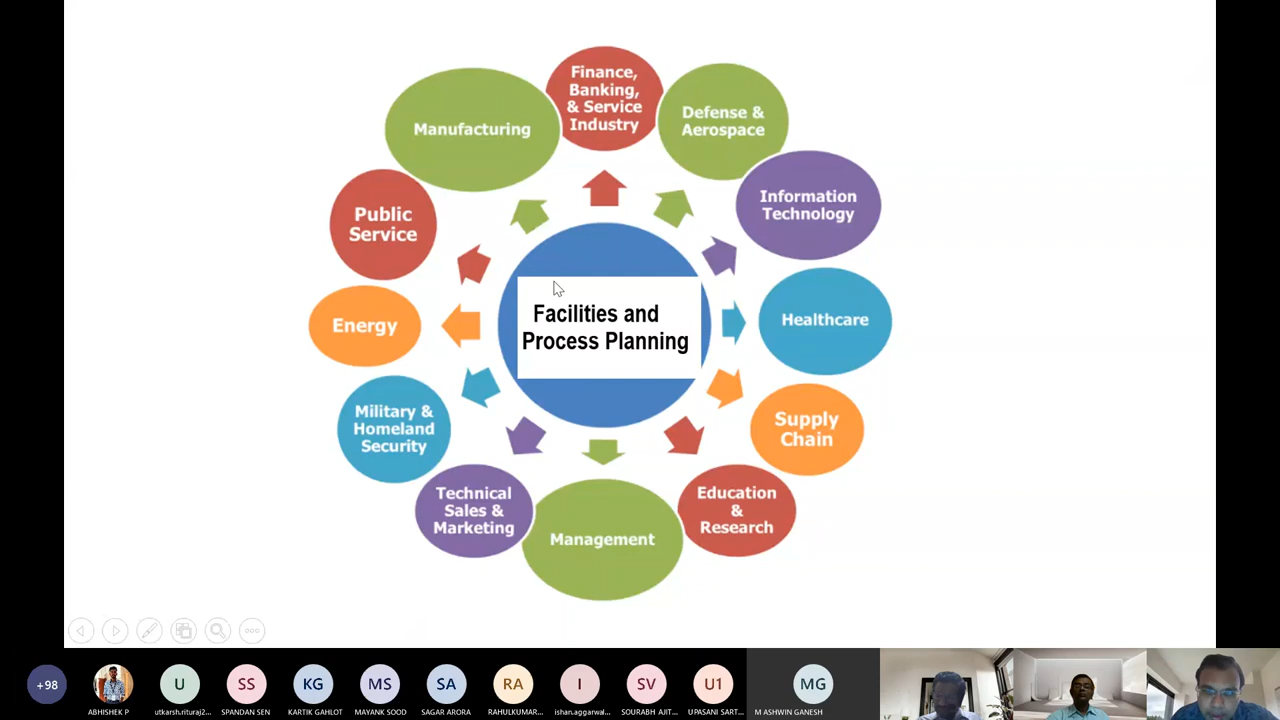 Finance,
Banking,
& Service
Industry
Defense &
Aerospace
Manufacturing
Information
Technology
Public
Service
Facilities and
Process Planning
Healthcare
Energy
Military &
Homeland
Security
Supply
Chain
Technical
Sales &
Marketing
Education
&
Research
Management
+98
U
SS
KG
MS
SA
RA
I
SV
U1
MG
ABHISHEK P
utkarsh.rituraj2...
SPANDAN SEN
KARTIK GAHLOT
MAYANK SOOD
SAGAR ARORA
RAHULKUMAR...
ishan.aggarwal...
SOURABH AJIT...
UPASANI SART...
M ASHWIN GANESH